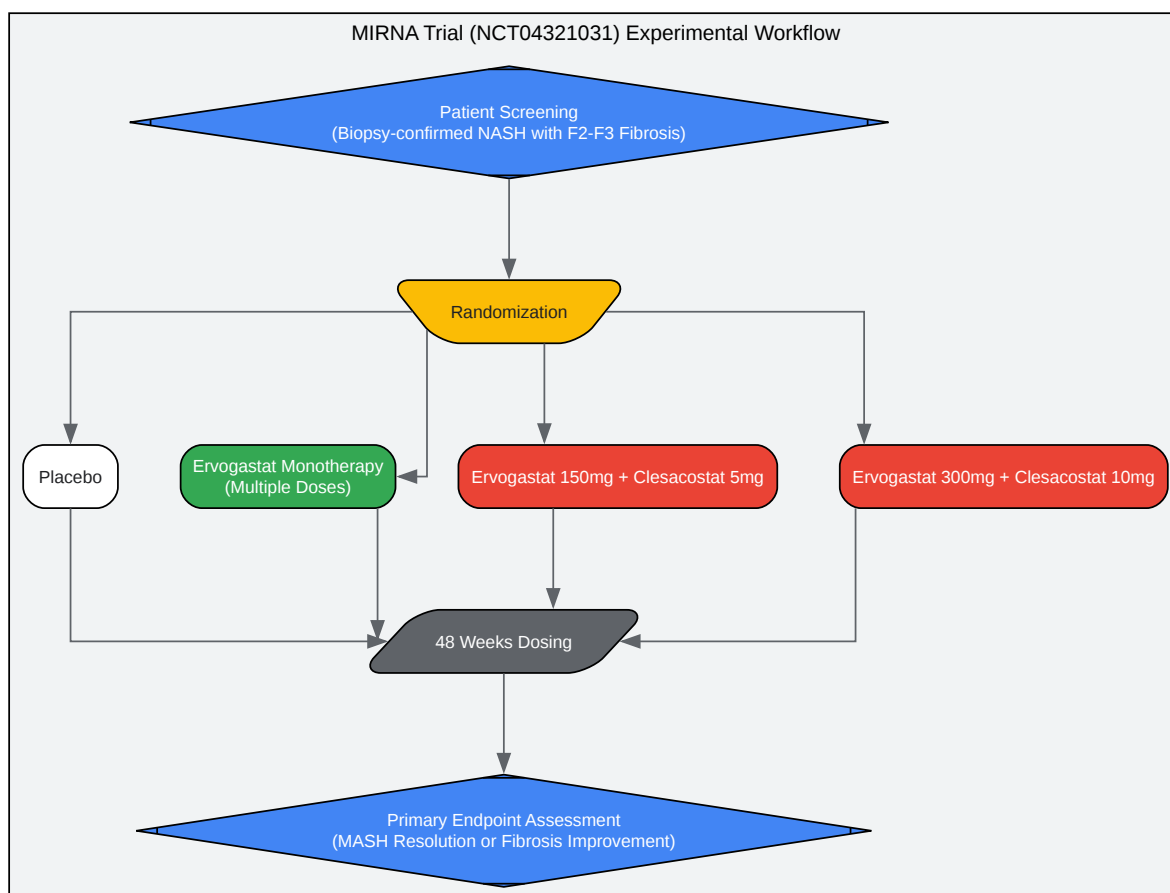 MIRNA Trial (NCT04321031) Experimental Workflow
Patient Screening
(Biopsy-confirmed NASH with F2-F3 Fibrosis)
Randomization
Placebo
Ervogastat Monotherapy
(Multiple Doses)
Ervogastat 150mg + Clesacostat 5mg
Ervogastat 300mg + Clesacostat 10mg
48 Weeks Dosing
Primary Endpoint Assessment
(MASH Resolution or Fibrosis Improvement)